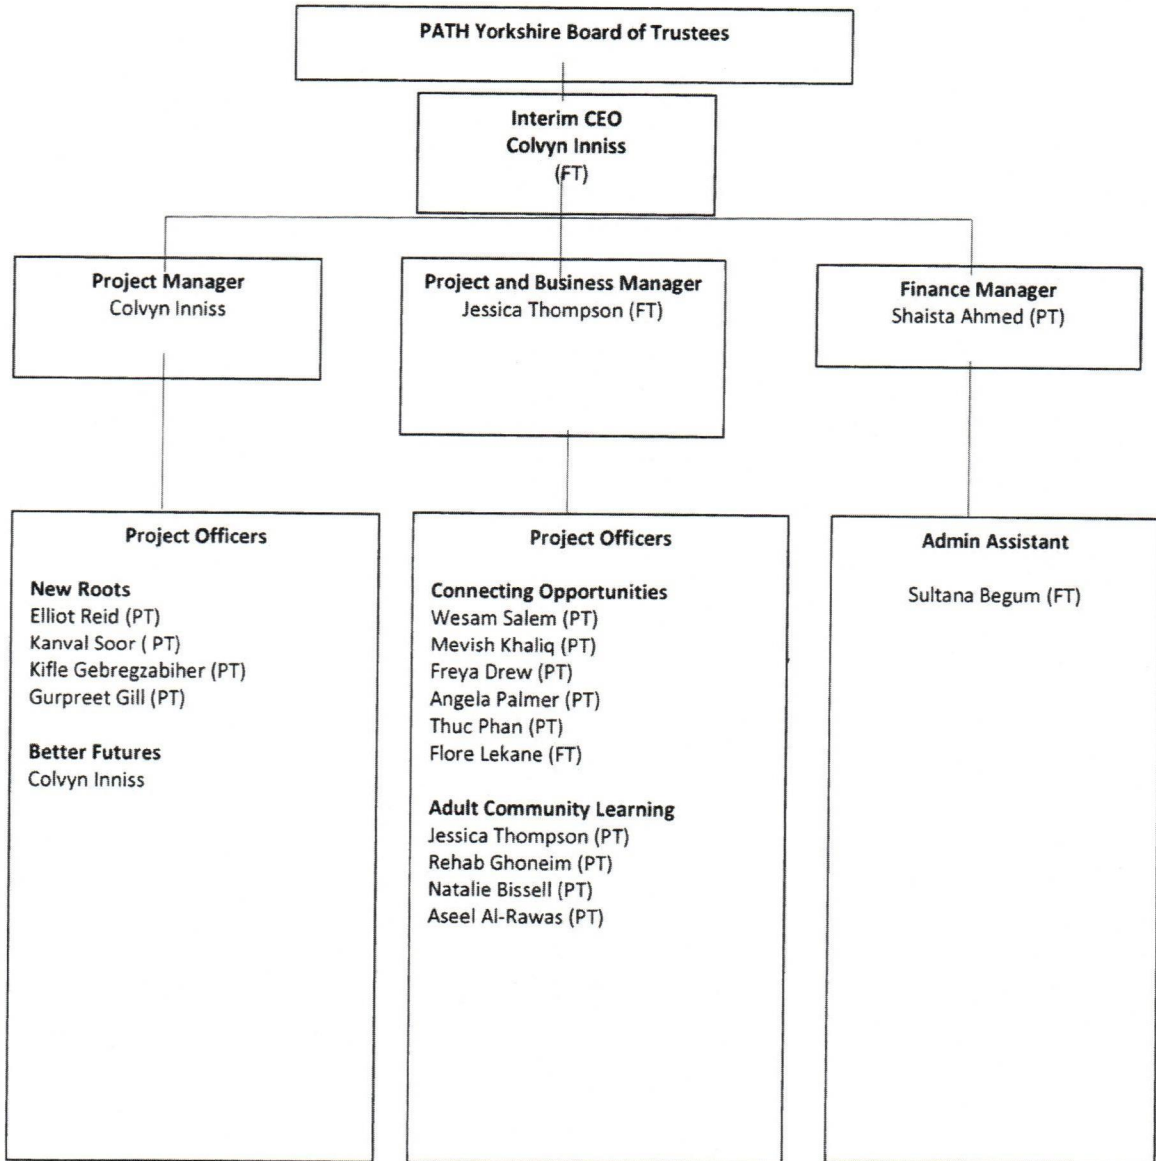 PATH Yorkshire Board of Trustees
Interim CEO
Colvyn Inniss
(FT)
Project Manager
Colvyn Inniss
Project and Business Manager
Jessica Thompson (FT)
Finance Manager
Shaista Ahmed (PT)
Project Officers
New Roots
Elliot Reid (PT)
Kanval Soor ( PT)
Kifle Gebregzabiher (PT)
Gurpreet Gill (PT)
Better Futures
Colvyn Inniss
Project Officers
Connecting Opportunities
Wesam Salem (PT)
Mevish Khaliq (PT)
Freya Drew (PT)
Angela Palmer (PT)
Thuc Phan (PT)
Flore Lekane (FT)
Adult Community Learning
Jessica Thompson (PT)
Rehab Ghoneim (PT)
Natalie Bissell (PT)
Aseel Al-Rawas (PT)
Admin Assistant
Sultana Begum (FT)